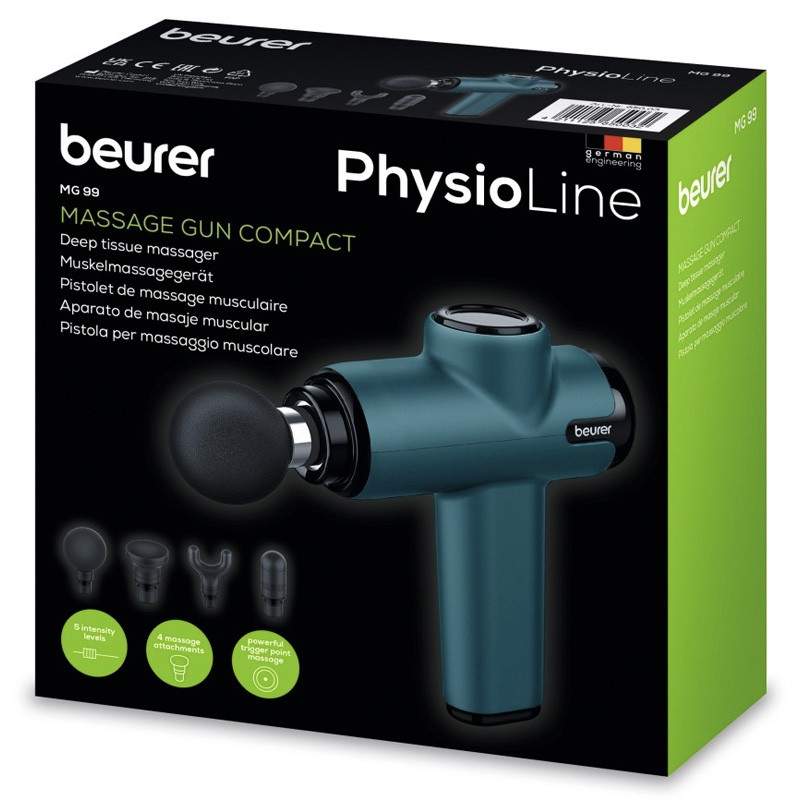 beurer
PhysioLine
MG 99
beurer
MG 99
MASSAGE GUN COMPACT
Deep tissue massager
Muskelmassagegerät
Pistolet de massage musculaire
Aparato de masaje muscular
Pistola per massaggio muscolare
german
engineering
PhysioLine
beurer
5 intensity
levels
4 massage
attachments
powerful
trigger point
massage
MG 99
beurer
MASSAGE GUN COMPACT
Deep tissue massager
Muskelmassagegerät
Pistolet de massage musculaire
Aparato de masaje muscular
Pistola per massaggio muscolare